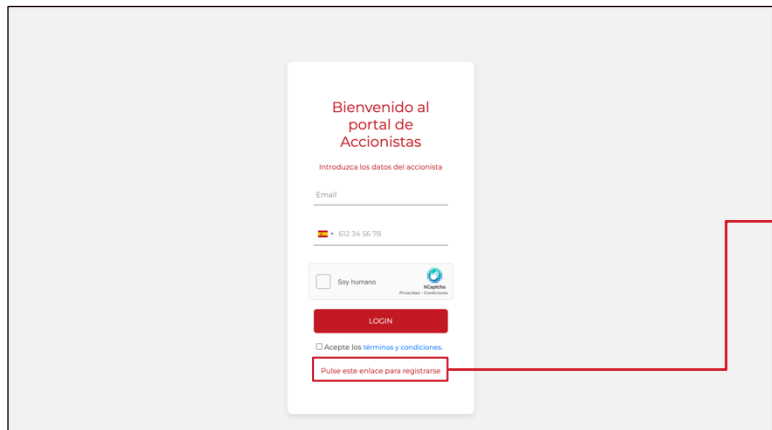 Bienvenido al
portal de
Accionistas
Introduzca los datos del accionista
Email
612 34 56 78
Soy humano
hCaptcha
Privacidad - Condiciones
LOGIN
Acepte los términos y condiciones.
Pulse este enlace para registrarse